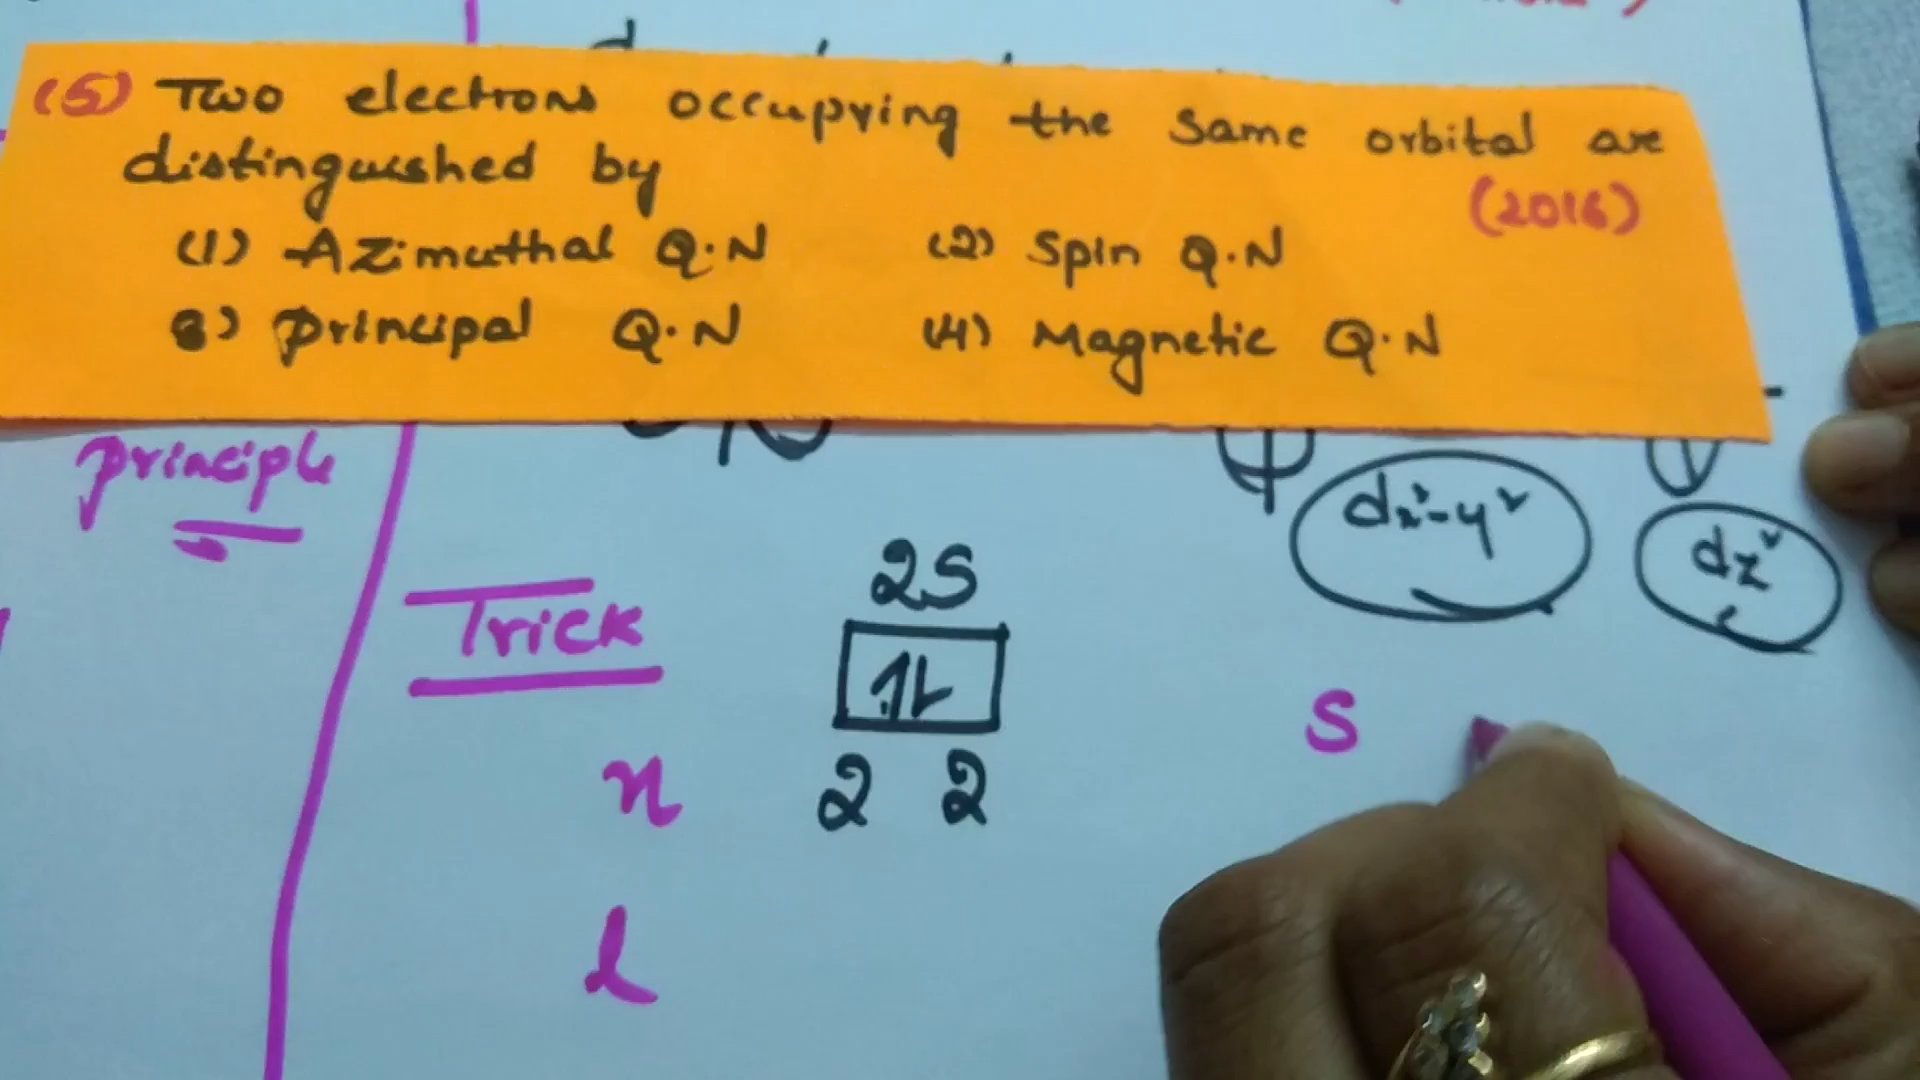 (5) Two electrons occupying the same orbital are
distinguished by
(2016)
(1) Azimuthal Q.N (2) Spin Q.N
3) Principal Q.N (4) Magnetic Q.N
principle
dx²-y²
dz²
2S
Trick
1L
S
n 2 2
l